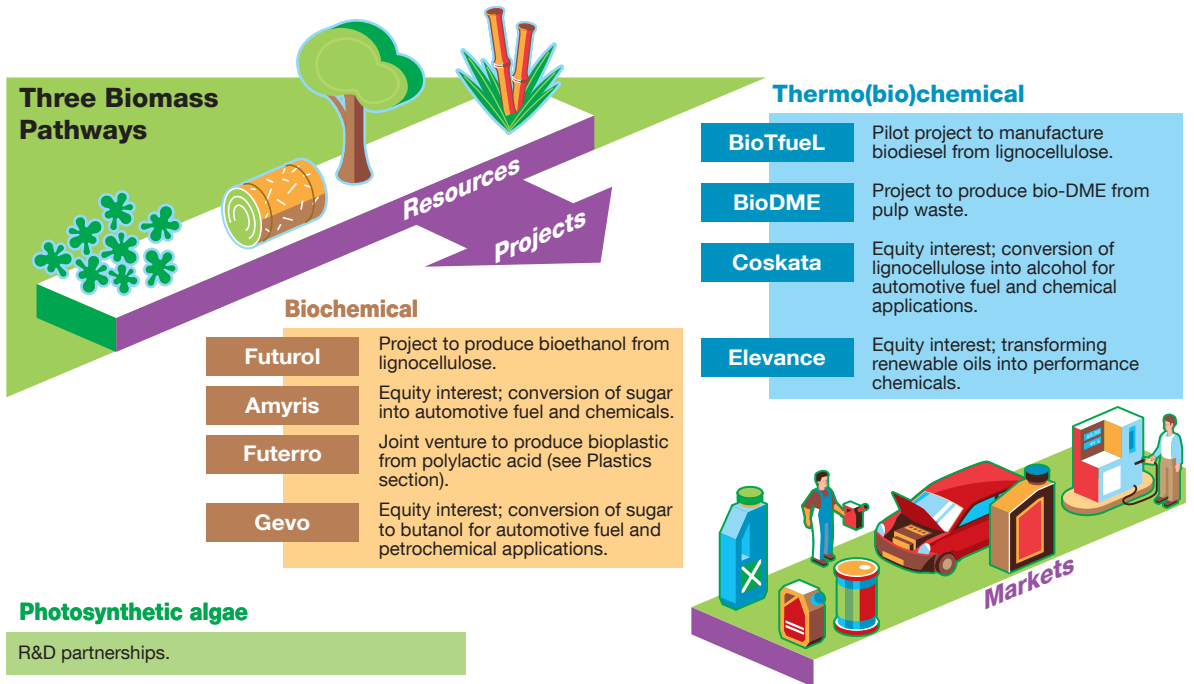 Three Biomass
Pathways
Resources
Projects
Biochemical
Futurol
Project to produce bioethanol from
lignocellulose.
Amyris
Equity interest; conversion of sugar
into automotive fuel and chemicals.
Futerro
Joint venture to produce bioplastic
from polylactic acid (see Plastics
section).
Gevo
Equity interest; conversion of sugar
to butanol for automotive fuel and
petrochemical applications.
Thermo(bio)chemical
BioTfueL
Pilot project to manufacture
biodiesel from lignocellulose.
BioDME
Project to produce bio-DME from
pulp waste.
Coskata
Equity interest; conversion of
lignocellulose into alcohol for
automotive fuel and chemical
applications.
Elevance
Equity interest; transforming
renewable oils into performance
chemicals.
Markets
Photosynthetic algae
R&D partnerships.